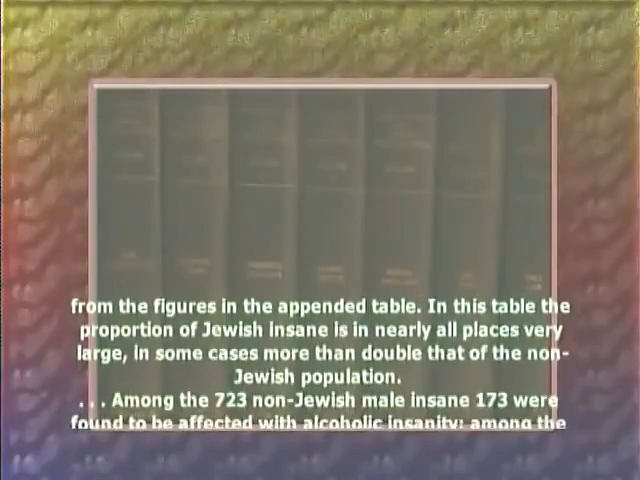 from the figures in the appended table. In this table the
proportion of Jewish insane is in nearly all places very
large, in some cases more than double that of the non-
Jewish population.
. . . Among the 723 non-Jewish male insane 173 were
found to be affected with alcoholic insanity; among the